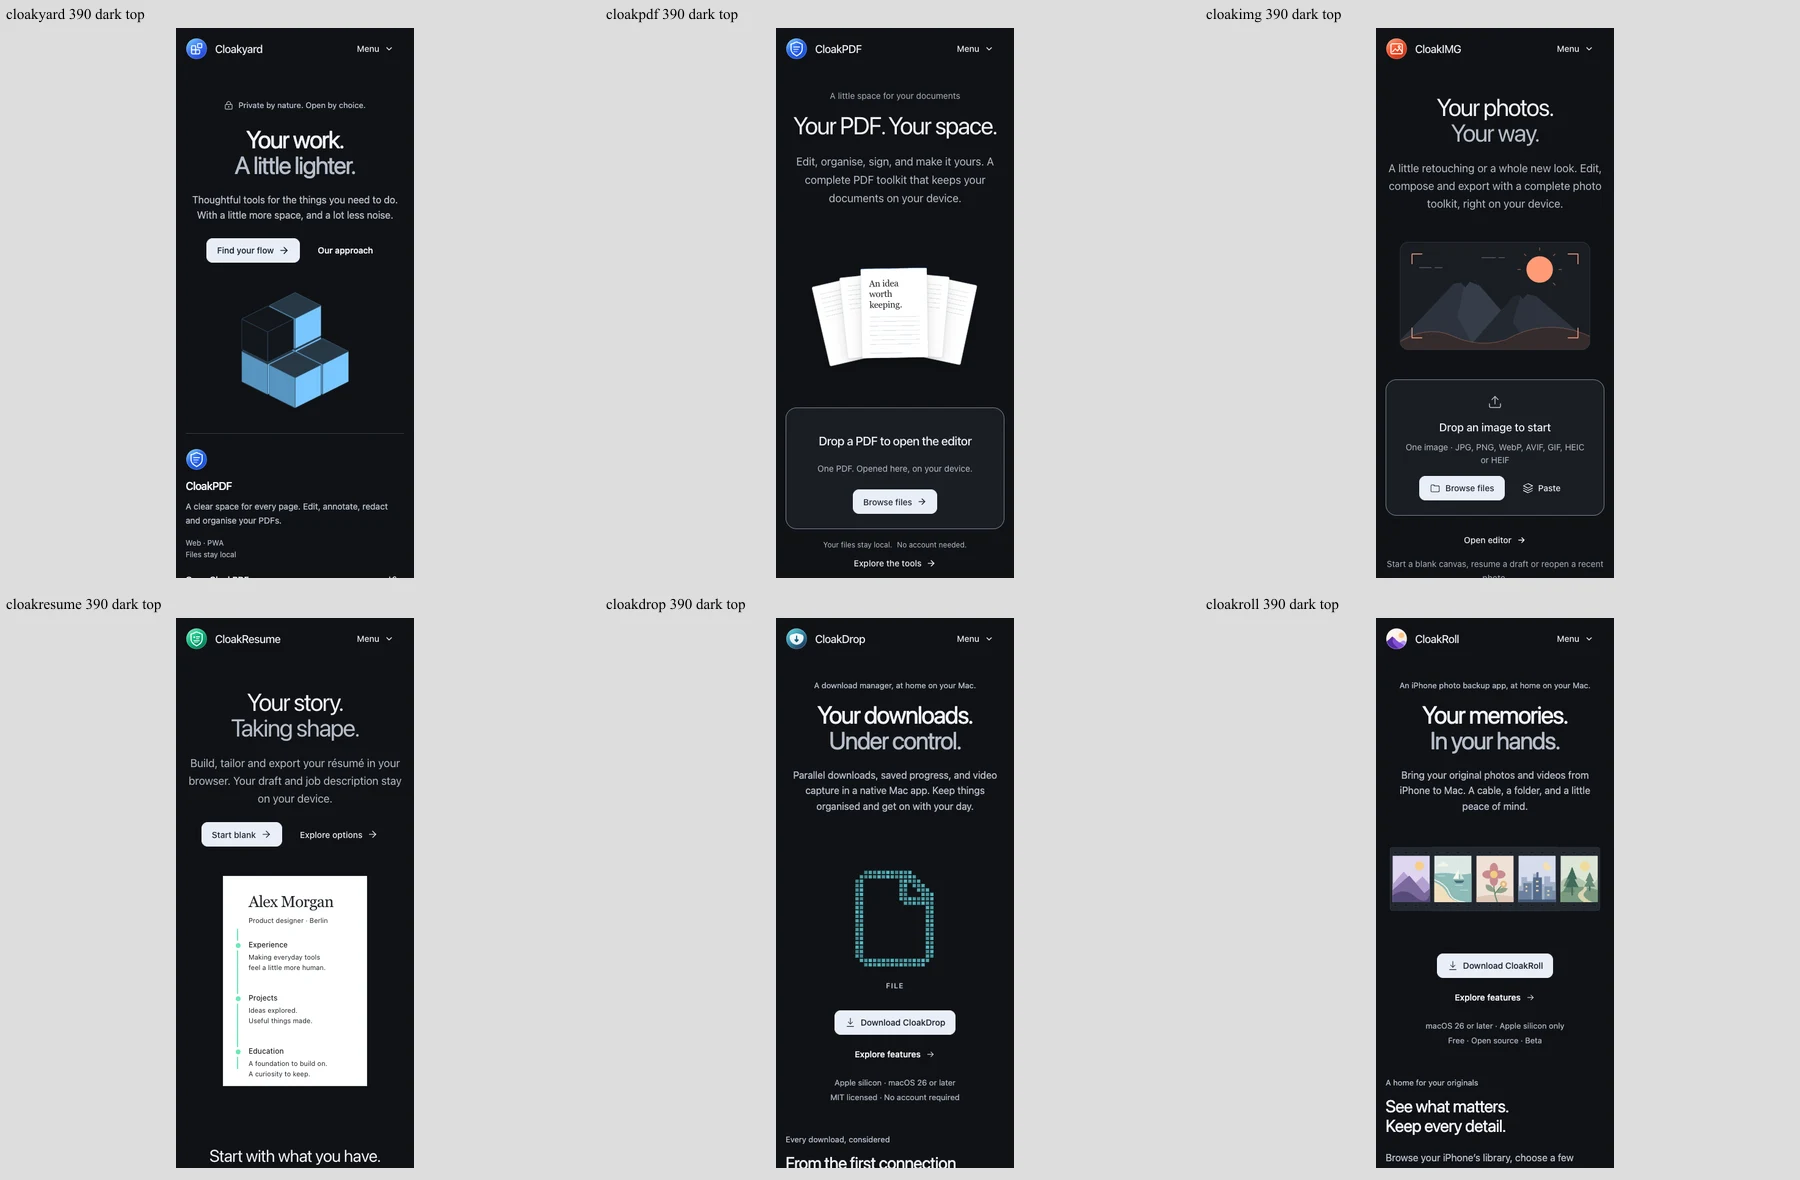 cloakyard 390 dark top
Cloakyard
Menu
Private by nature. Open by choice.
Your work.
A little lighter.
Thoughtful tools for the things you need to do.
With a little more space, and a lot less noise.
Find your flow →
Our approach
CloakPDF
A clear space for every page. Edit, annotate, redact
and organise your PDFs.
Web · PWA
Files stay local
cloakpdf 390 dark top
CloakPDF
Menu
A little space for your documents
Your PDF. Your space.
Edit, organise, sign, and make it yours. A
complete PDF toolkit that keeps your
documents on your device.
An idea
worth
keeping.
Drop a PDF to open the editor
One PDF. Opened here, on your device.
Browse files →
Your files stay local. No account needed.
Explore the tools →
cloakimg 390 dark top
CloakIMG
Menu
Your photos.
Your way.
A little retouching or a whole new look. Edit,
compose and export with a complete photo
toolkit, right on your device.
Drop an image to start
One image · JPG, PNG, WebP, AVIF, GIF, HEIC
or HEIF
Browse files
Paste
Open editor →
Start a blank canvas, resume a draft or reopen a recent
photo.
cloakresume 390 dark top
CloakResume
Menu
Your story.
Taking shape.
Build, tailor and export your résumé in your
browser. Your draft and job description stay
on your device.
Start blank →
Explore options →
Alex Morgan
Product designer · Berlin
Experience
Making everyday tools
feel a little more human.
Projects
Ideas explored.
Useful things made.
Education
A foundation to build on.
A curiosity to keep.
Start with what you have.
cloakdrop 390 dark top
CloakDrop
Menu
A download manager, at home on your Mac.
Your downloads.
Under control.
Parallel downloads, saved progress, and video
capture in a native Mac app. Keep things
organised and get on with your day.
FILE
Download CloakDrop
Explore features →
Apple silicon · macOS 26 or later
MIT licensed · No account required
Every download, considered
From the first connection
cloakroll 390 dark top
CloakRoll
Menu
An iPhone photo backup app, at home on your Mac.
Your memories.
In your hands.
Bring your original photos and videos from
iPhone to Mac. A cable, a folder, and a little
peace of mind.
Download CloakRoll
Explore features →
macOS 26 or later · Apple silicon only
Free · Open source · Beta
A home for your originals
See what matters.
Keep every detail.
Browse your iPhone's library, choose a few